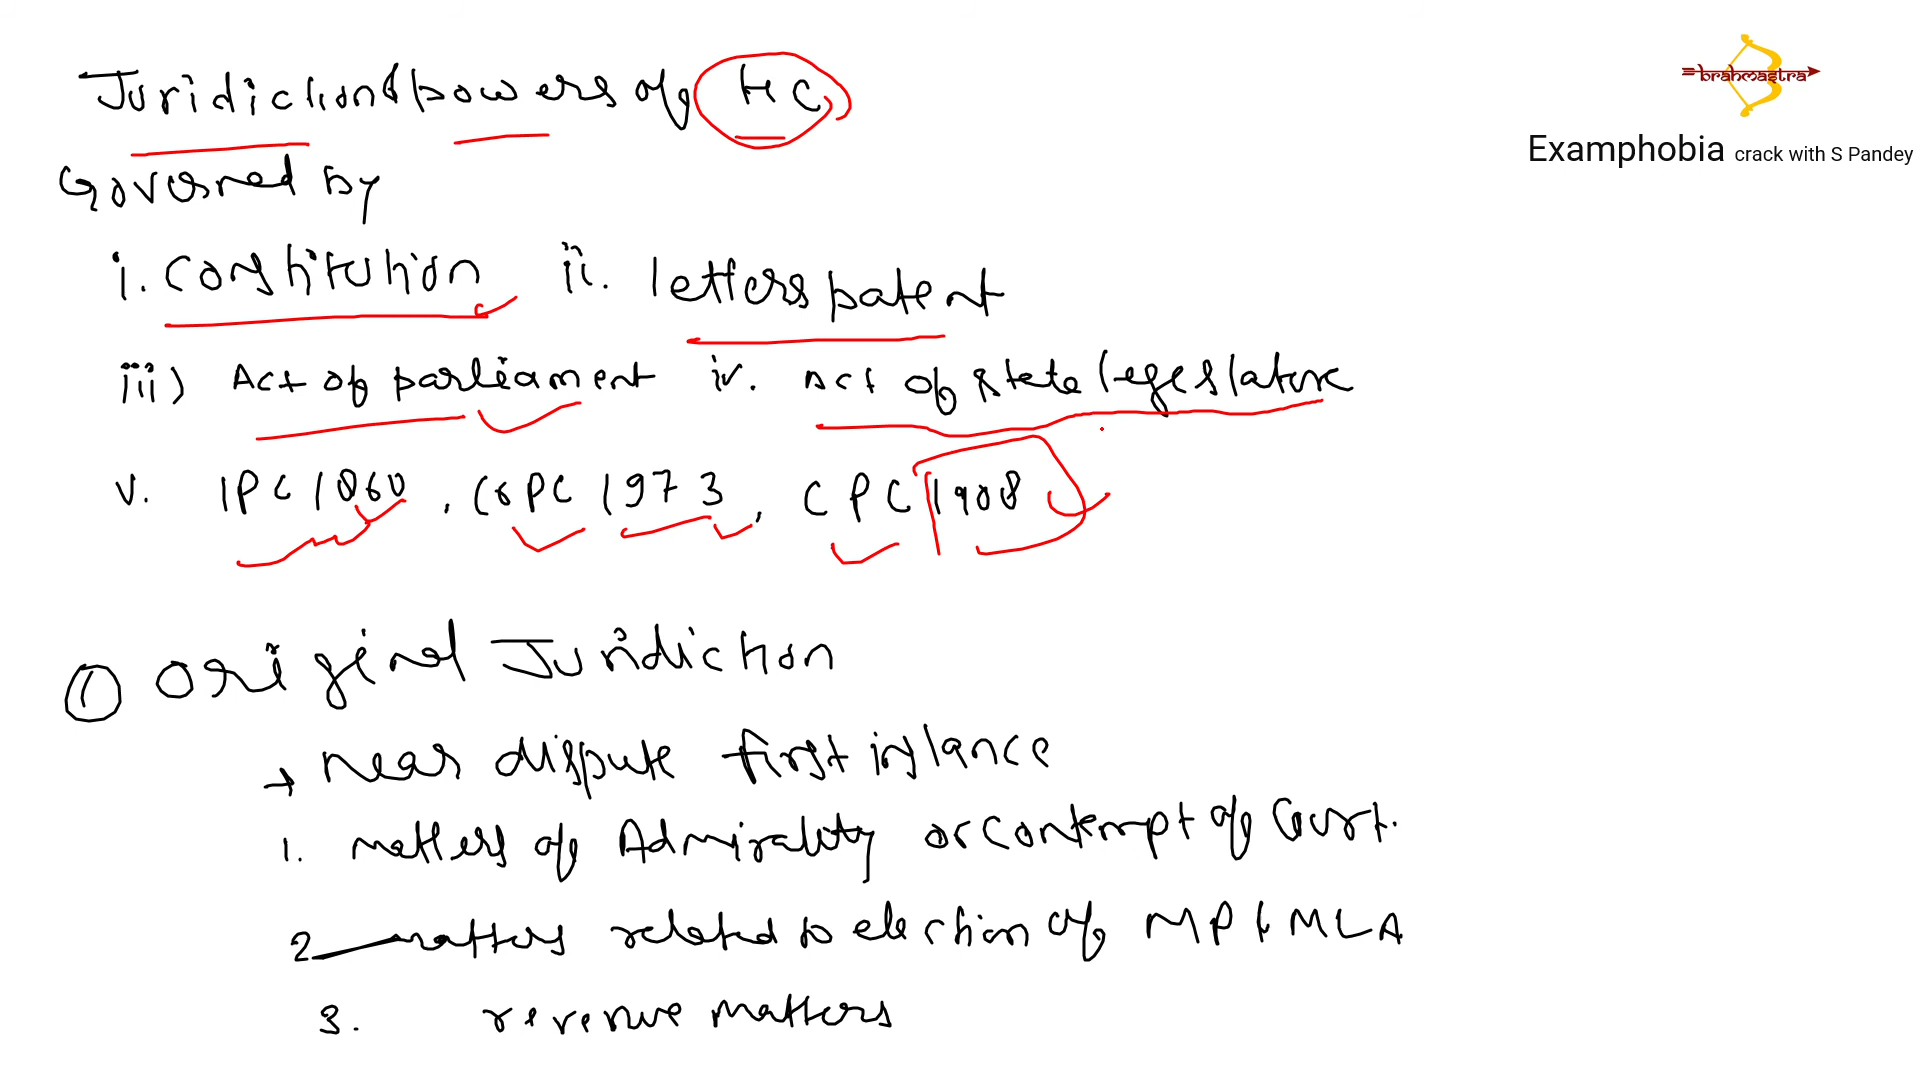 Juridiction & powers of HC
brahmastra
Examphobia crack with S Pandey
Governed by
i. Constitution ii. letters patent
iii) Act of parliament iv. Act of state legeslature
v. IPC 1860, CrPC 1973, CPC 1908
① Original Juridiction
→ near dispute first instance
1. matters of Admirality or Contempt of Court.
2 matters related to election of MP & MLA
3. revenue matters